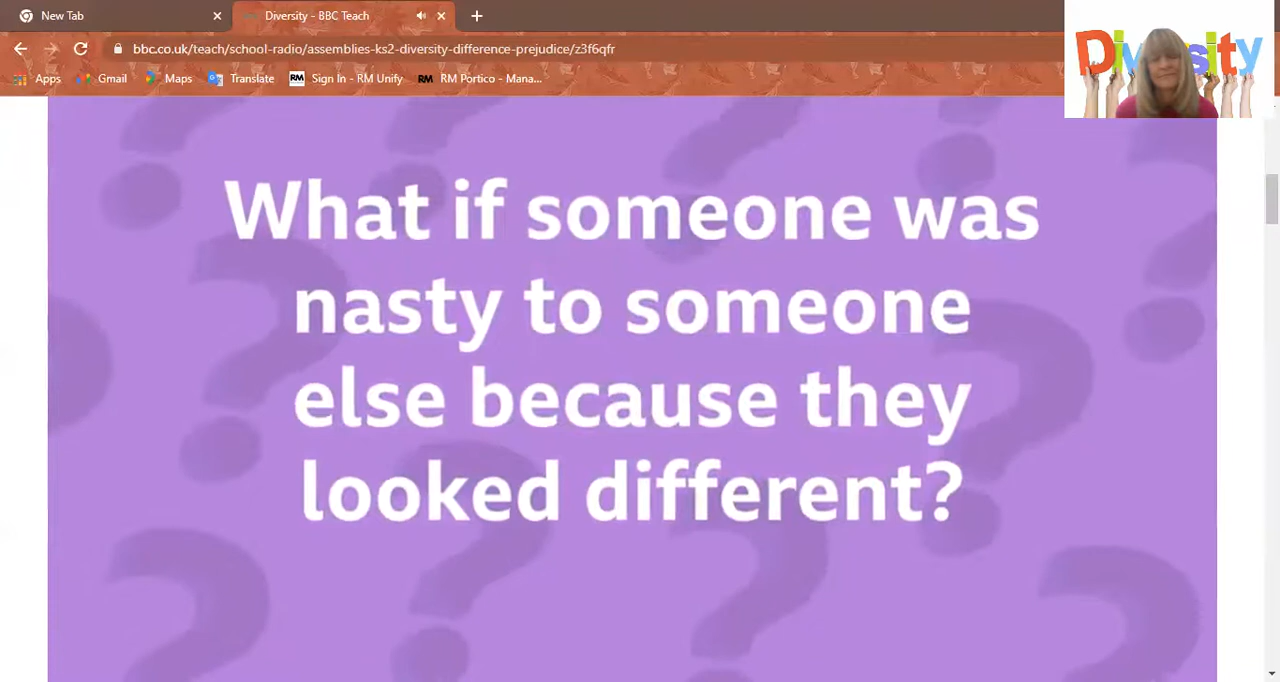 New Tab
Diversity - BBC Teach
bbc.co.uk/teach/school-radio/assemblies-ks2-diversity-difference-prejudice/z3f6qfr
Apps Gmail Maps Translate RM Sign In - RM Unify RM RM Portico - Mana...
Diversity
What if someone was
nasty to someone
else because they
looked different?